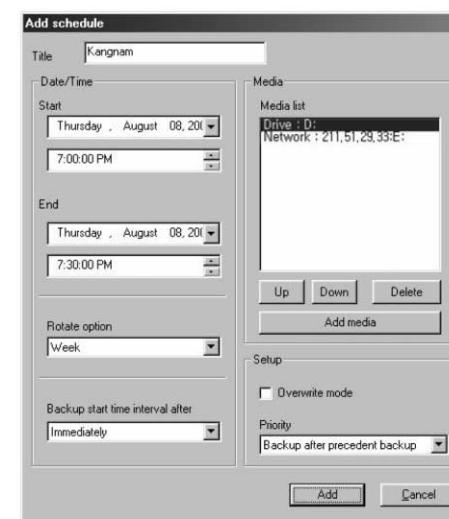 Add schedule
Title
Kangnam
Date/Time
Start
Thursday , August 08, 200
7:00:00 PM
End
Thursday , August 08, 200
7:30:00 PM
Rotate option
Week
Backup start time interval after
Immediately
Media
Media list
Drive : D:
Network : 211,51,29,33:E:
Up
Down
Delete
Add media
Setup
Overwrite mode
Priority
Backup after precedent backup
Add
Cancel